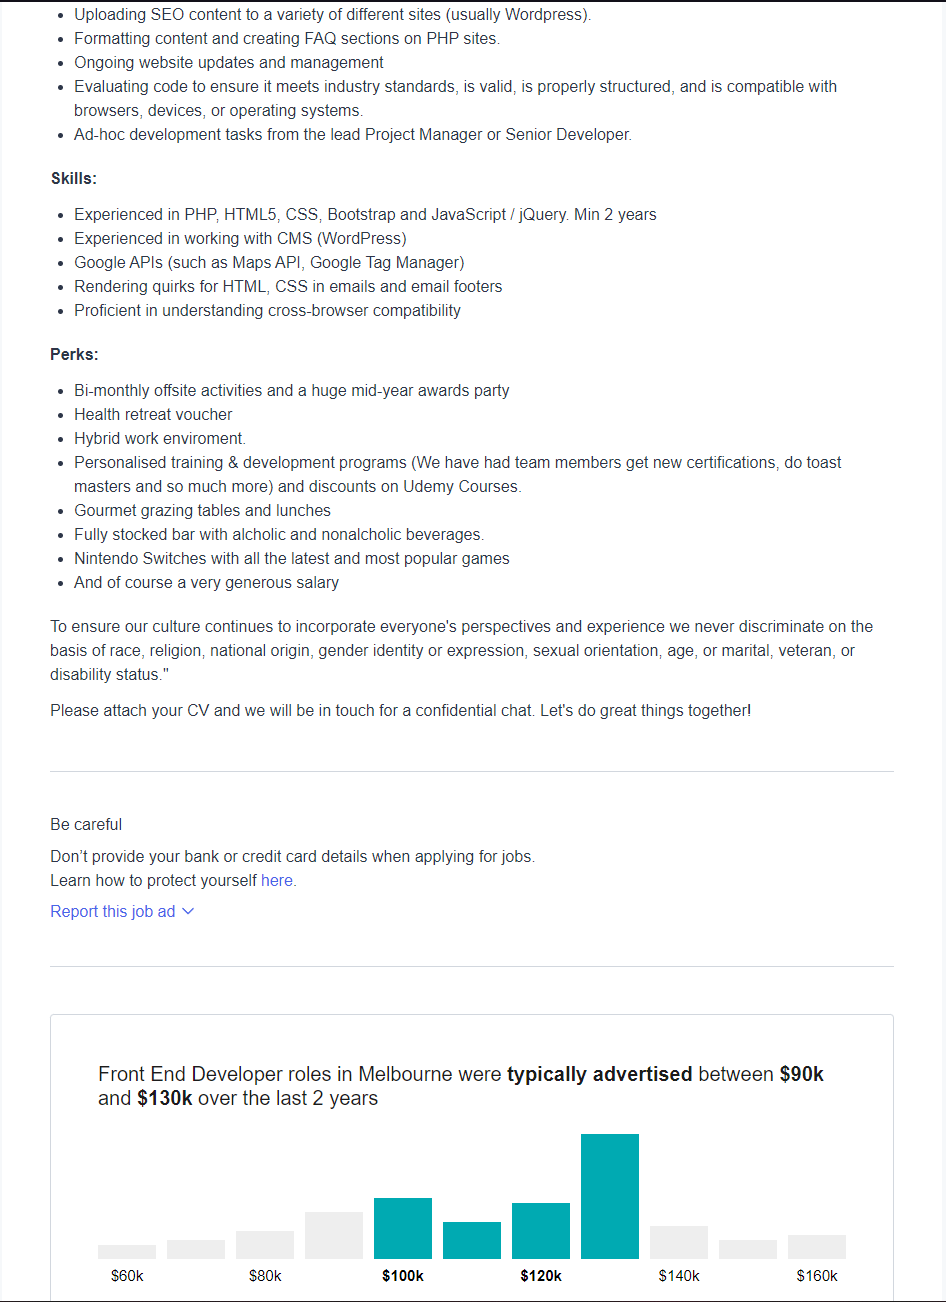 Uploading SEO content to a variety of different sites (usually Wordpress).
Formatting content and creating FAQ sections on PHP sites.
Ongoing website updates and management
Evaluating code to ensure it meets industry standards, is valid, is properly structured, and is compatible with
browsers, devices, or operating systems.
Ad-hoc development tasks from the lead Project Manager or Senior Developer.
Skills:
Experienced in PHP, HTML5, CSS, Bootstrap and JavaScript / jQuery. Min 2 years
Experienced in working with CMS (WordPress)
Google APIs (such as Maps API, Google Tag Manager)
Rendering quirks for HTML, CSS in emails and email footers
Proficient in understanding cross-browser compatibility
Perks:
Bi-monthly offsite activities and a huge mid-year awards party
Health retreat voucher
Hybrid work enviroment.
Personalised training & development programs (We have had team members get new certifications, do toast
masters and so much more) and discounts on Udemy Courses.
Gourmet grazing tables and lunches
Fully stocked bar with alcholic and nonalcholic beverages.
Nintendo Switches with all the latest and most popular games
And of course a very generous salary
To ensure our culture continues to incorporate everyone's perspectives and experience we never discriminate on the
basis of race, religion, national origin, gender identity or expression, sexual orientation, age, or marital, veteran, or
disability status."
Please attach your CV and we will be in touch for a confidential chat. Let's do great things together!
Be careful
Don’t provide your bank or credit card details when applying for jobs.
Learn how to protect yourself here.
Report this job ad
Front End Developer roles in Melbourne were typically advertised between $90k
and $130k over the last 2 years
$60k $80k $100k $120k $140k $160k